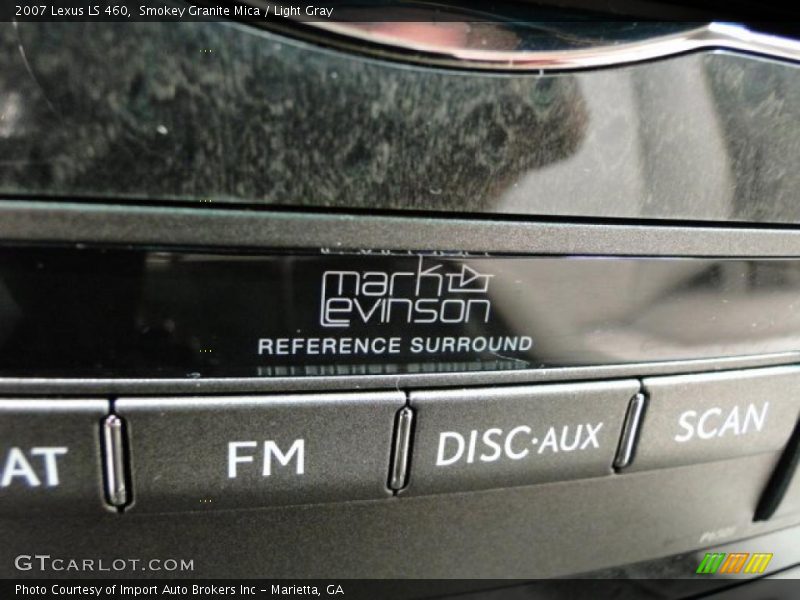 2007 Lexus LS 460,  Smokey Granite Mica / Light Gray
mark
Levinson
REFERENCE SURROUND
AT
FM
DISC·AUX
SCAN
GTCARLOT.COM
Photo Courtesy of Import Auto Brokers Inc – Marietta, GA